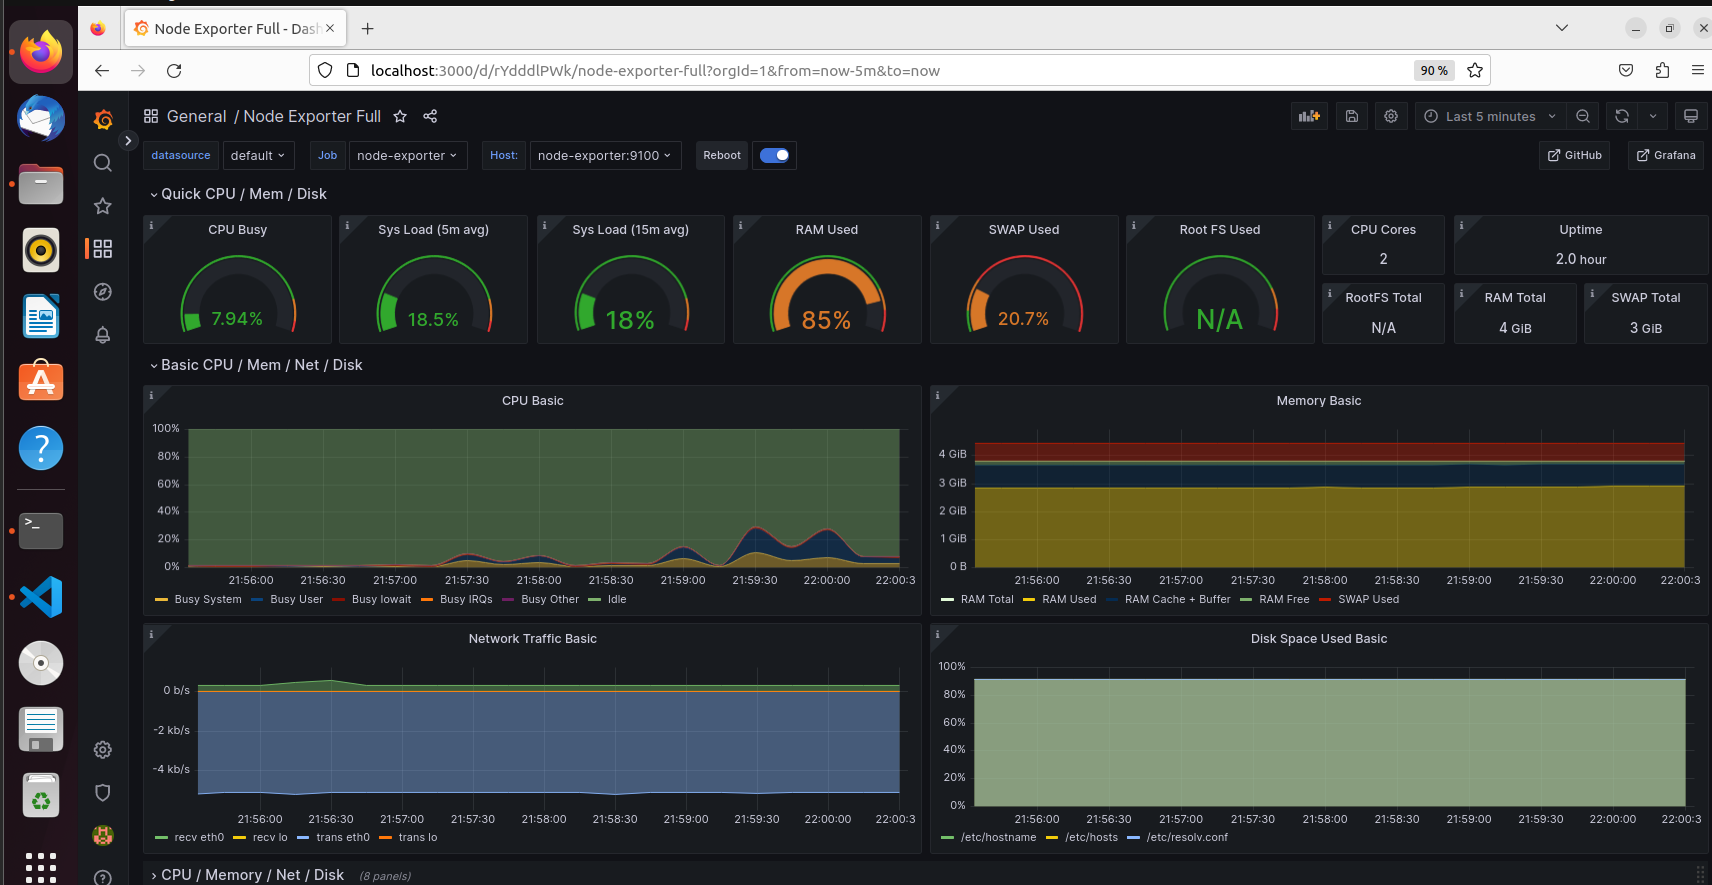 Node Exporter Full - Dash
localhost:3000/d/rYdddlPWk/node-exporter-full?orgId=1&from=now-5m&to=now
90 %
General / Node Exporter Full
Last 5 minutes
datasource default Job node-exporter Host: node-exporter:9100 Reboot
GitHub Grafana
Quick CPU / Mem / Disk
CPU Busy
7.94%
Sys Load (5m avg)
18.5%
Sys Load (15m avg)
18%
RAM Used
85%
SWAP Used
20.7%
Root FS Used
N/A
CPU Cores
2
Uptime
2.0 hour
RootFS Total
N/A
RAM Total
4 GiB
SWAP Total
3 GiB
Basic CPU / Mem / Net / Disk
CPU Basic
100%
80%
60%
40%
20%
0%
21:56:00 21:56:30 21:57:00 21:57:30 21:58:00 21:58:30 21:59:00 21:59:30 22:00:00 22:00:3
Busy System Busy User Busy Iowait Busy IRQs Busy Other Idle
Memory Basic
4 GiB
3 GiB
2 GiB
1 GiB
0 B
21:56:00 21:56:30 21:57:00 21:57:30 21:58:00 21:58:30 21:59:00 21:59:30 22:00:00 22:00:3
RAM Total RAM Used RAM Cache + Buffer RAM Free SWAP Used
Network Traffic Basic
0 b/s
-2 kb/s
-4 kb/s
21:56:00 21:56:30 21:57:00 21:57:30 21:58:00 21:58:30 21:59:00 21:59:30 22:00:00 22:00:3
recv eth0 recv lo trans eth0 trans lo
Disk Space Used Basic
100%
80%
60%
40%
20%
0%
21:56:00 21:56:30 21:57:00 21:57:30 21:58:00 21:58:30 21:59:00 21:59:30 22:00:00 22:00:3
/etc/hostname /etc/hosts /etc/resolv.conf
CPU / Memory / Net / Disk (8 panels)